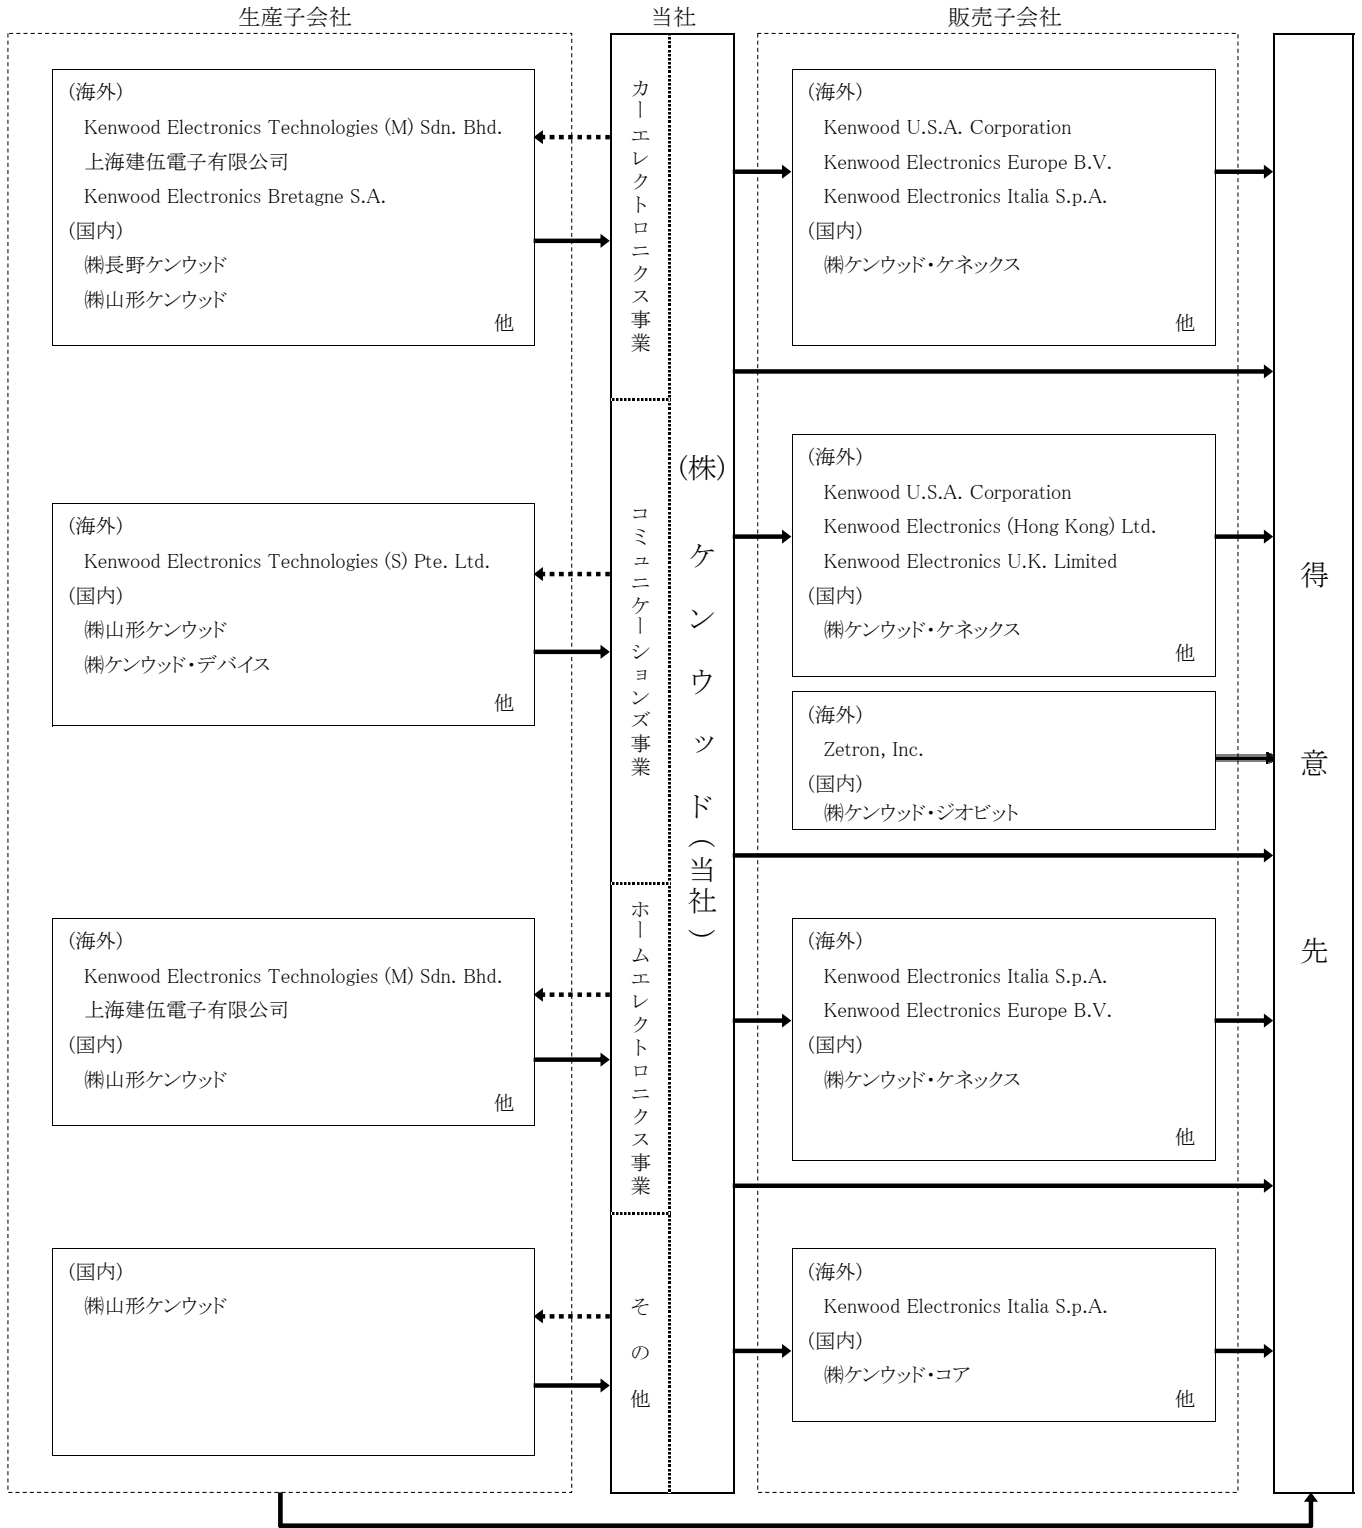 生産子会社
当社
販売子会社
(海外)
Kenwood Electronics Technologies (M) Sdn. Bhd.
上海建伍電子有限公司
Kenwood Electronics Bretagne S.A.
(国内)
㈱長野ケンウッド
㈱山形ケンウッド
他
(海外)
Kenwood Electronics Technologies (S) Pte. Ltd.
(国内)
㈱山形ケンウッド
㈱ケンウッド・デバイス
他
(海外)
Kenwood Electronics Technologies (M) Sdn. Bhd.
上海建伍電子有限公司
(国内)
㈱山形ケンウッド
他
(国内)
㈱山形ケンウッド
カーエレクトロニクス事業
コミュニケーションズ事業
ホームエレクトロニクス事業
その他
(株)ケンウッド(当社)
(海外)
Kenwood U.S.A. Corporation
Kenwood Electronics Europe B.V.
Kenwood Electronics Italia S.p.A.
(国内)
㈱ケンウッド・ケネックス
他
(海外)
Kenwood U.S.A. Corporation
Kenwood Electronics (Hong Kong) Ltd.
Kenwood Electronics U.K. Limited
(国内)
㈱ケンウッド・ケネックス
他
(海外)
Zetron, Inc.
(国内)
㈱ケンウッド・ジオビット
(海外)
Kenwood Electronics Italia S.p.A.
Kenwood Electronics Europe B.V.
(国内)
㈱ケンウッド・ケネックス
他
(海外)
Kenwood Electronics Italia S.p.A.
(国内)
㈱ケンウッド・コア
他
得意先